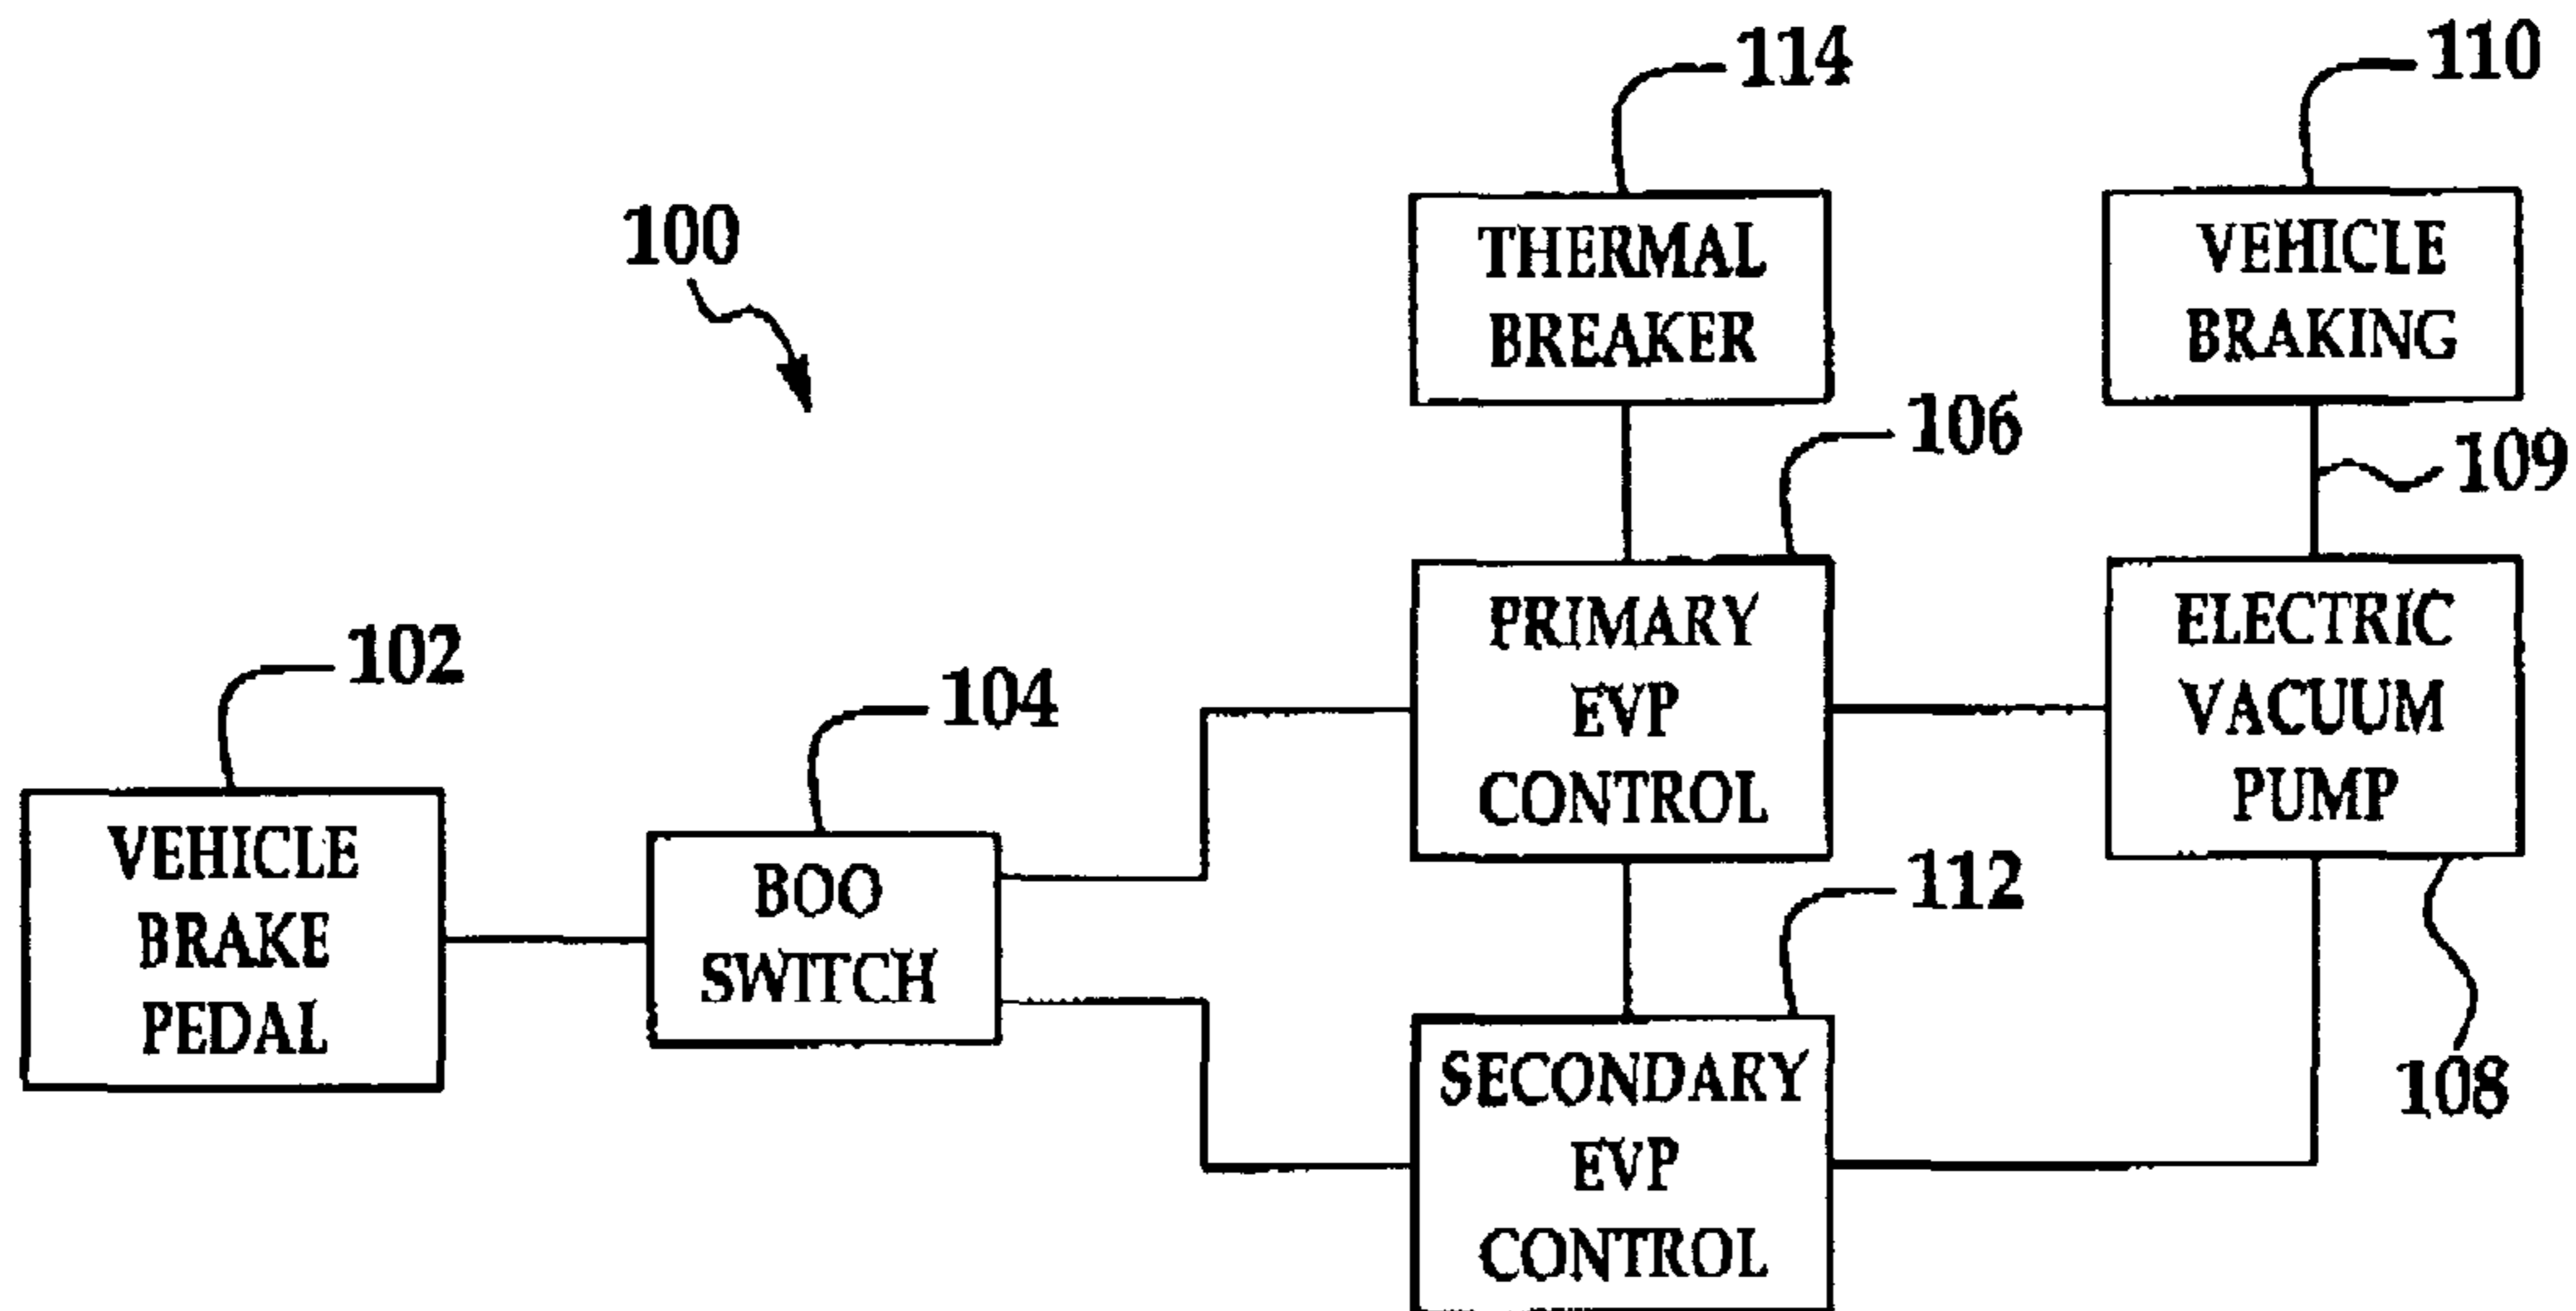 114
110
100
THERMAL
BREAKER
VEHICLE
BRAKING
106
109
102
104
PRIMARY
EVP
CONTROL
ELECTRIC
VACUUM
PUMP
VEHICLE
BRAKE
PEDAL
BOO
SWITCH
112
SECONDARY
EVP
CONTROL
108